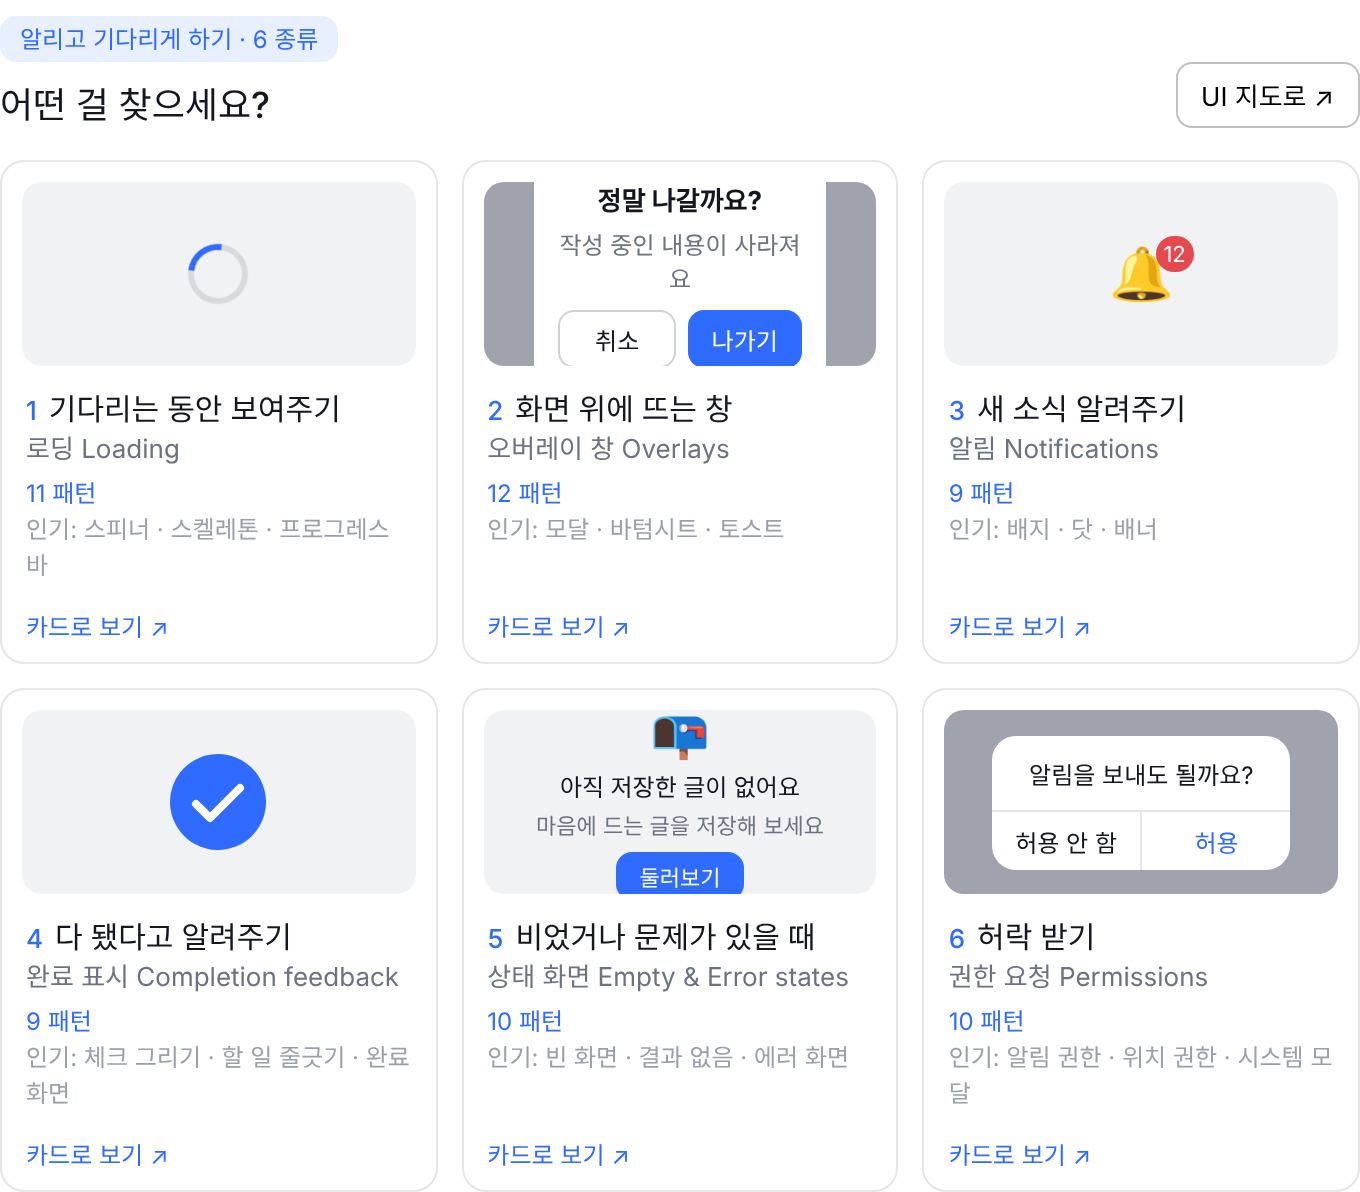 알리고 기다리게 하기 · 6 종류
어떤 걸 찾으세요?
UI 지도로 ↗
1 기다리는 동안 보여주기
로딩 Loading
11 패턴
인기: 스피너 · 스켈레톤 · 프로그레스
바
카드로 보기 ↗
정말 나갈까요?
작성 중인 내용이 사라져
요
취소
나가기
2 화면 위에 뜨는 창
오버레이 창 Overlays
12 패턴
인기: 모달 · 바텀시트 · 토스트
카드로 보기 ↗
12
3 새 소식 알려주기
알림 Notifications
9 패턴
인기: 배지 · 닷 · 배너
카드로 보기 ↗
4 다 됐다고 알려주기
완료 표시 Completion feedback
9 패턴
인기: 체크 그리기 · 할 일 줄긋기 · 완료
화면
카드로 보기 ↗
아직 저장한 글이 없어요
마음에 드는 글을 저장해 보세요
둘러보기
5 비었거나 문제가 있을 때
상태 화면 Empty & Error states
10 패턴
인기: 빈 화면 · 결과 없음 · 에러 화면
카드로 보기 ↗
알림을 보내도 될까요?
허용 안 함
허용
6 허락 받기
권한 요청 Permissions
10 패턴
인기: 알림 권한 · 위치 권한 · 시스템 모
달
카드로 보기 ↗